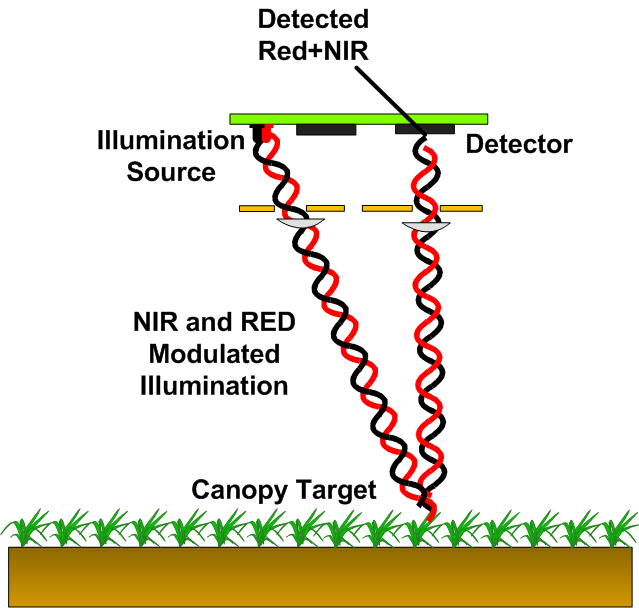 Detected
Red+NIR
Illumination
Source
Detector
NIR and RED
Modulated
Illumination
Canopy Target